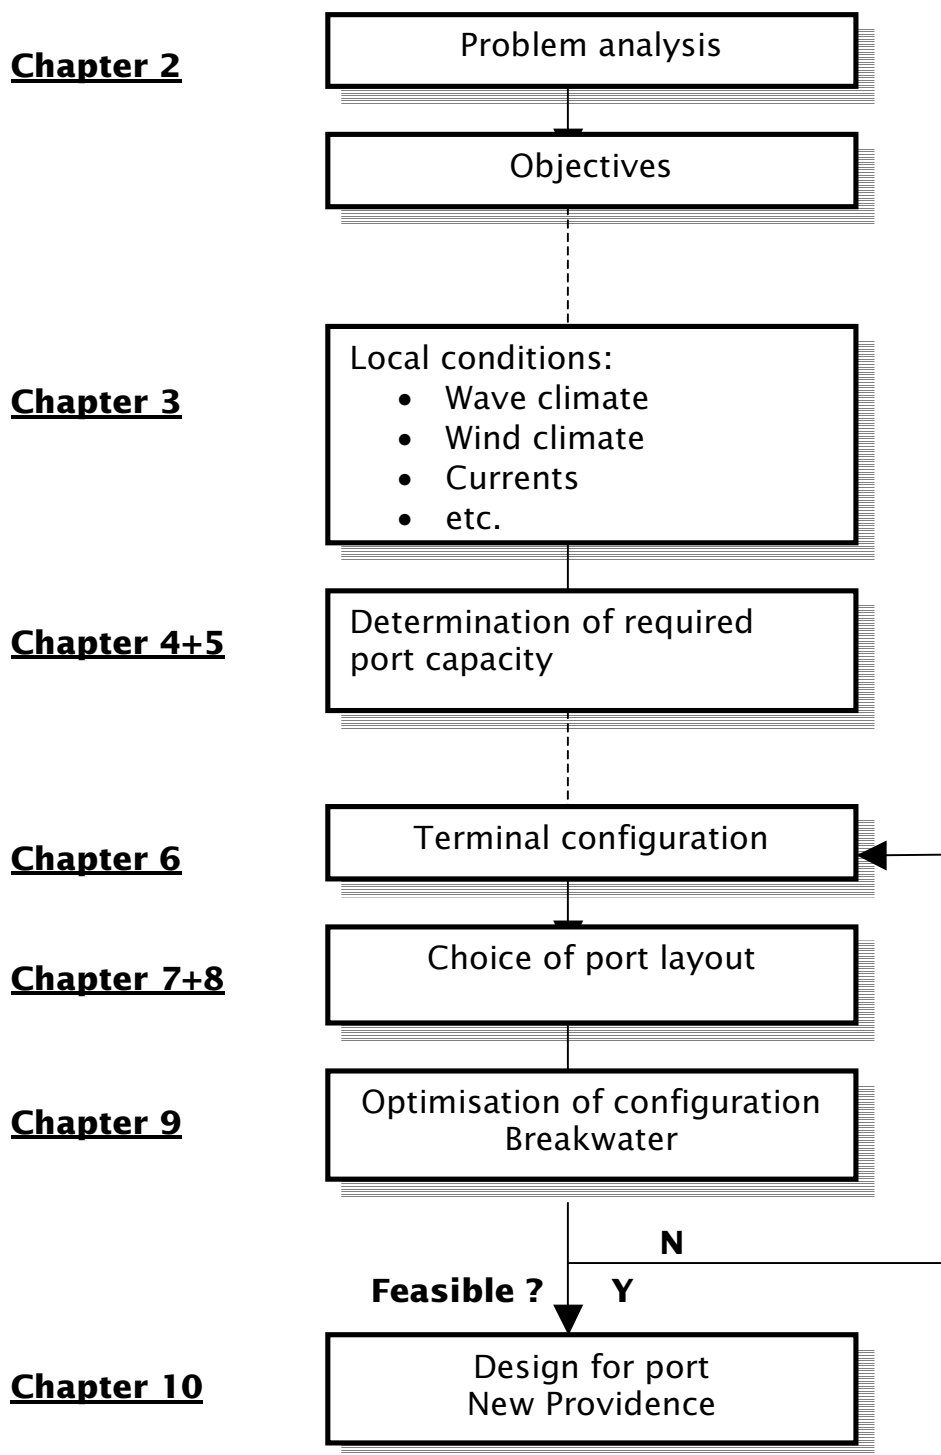 Chapter 2
Problem analysis
Objectives
Chapter 3
Local conditions:
• Wave climate
• Wind climate
• Currents
• etc.
Chapter 4+5
Determination of required
port capacity
Chapter 6
Terminal configuration
Chapter 7+8
Choice of port layout
Chapter 9
Optimisation of configuration
Breakwater
N
Feasible ? Y
Chapter 10
Design for port
New Providence